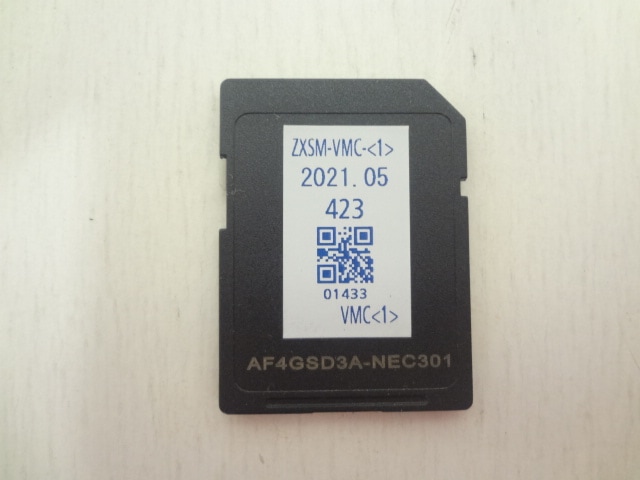 ZXSM-VMC-<1>
2021.05
423
01433
VMC<1>
AF4GSD3A-NEC301